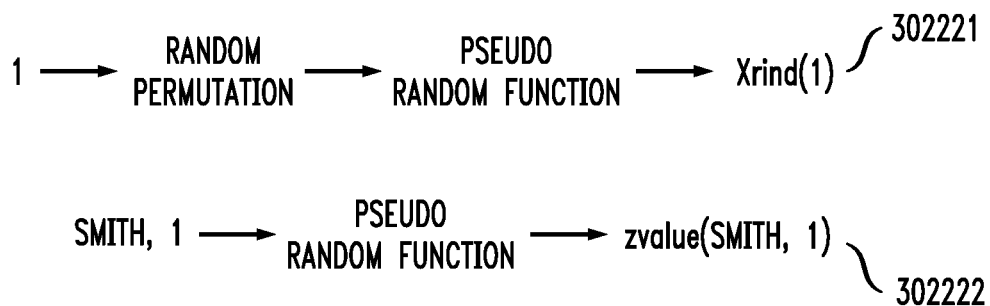 302221
1 RANDOM PERMUTATION PSEUDO RANDOM FUNCTION Xrind(1)
SMITH, 1 PSEUDO RANDOM FUNCTION zvalue(SMITH, 1)
302222